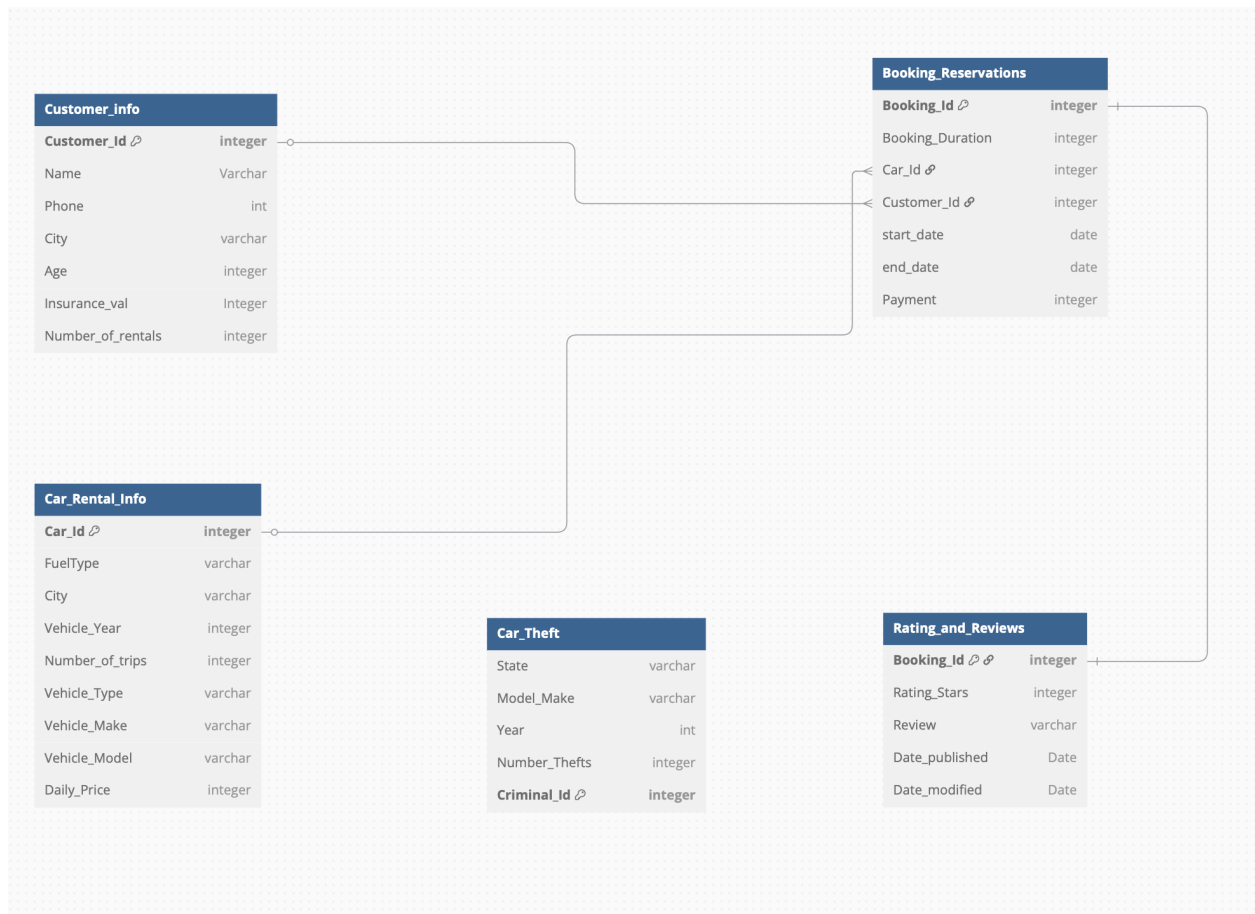 Customer_info
Customer_Id integer
Name Varchar
Phone int
City varchar
Age integer
Insurance_val Integer
Number_of_rentals integer
Booking_Reservations
Booking_Id integer
Booking_Duration integer
Car_Id integer
Customer_Id integer
start_date date
end_date date
Payment integer
Car_Rental_Info
Car_Id integer
FuelType varchar
City varchar
Vehicle_Year integer
Number_of_trips integer
Vehicle_Type varchar
Vehicle_Make varchar
Vehicle_Model varchar
Daily_Price integer
Car_Theft
State varchar
Model_Make varchar
Year int
Number_Thefts integer
Criminal_Id integer
Rating_and_Reviews
Booking_Id integer
Rating_Stars integer
Review varchar
Date_published Date
Date_modified Date